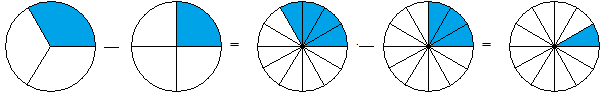 — = — =